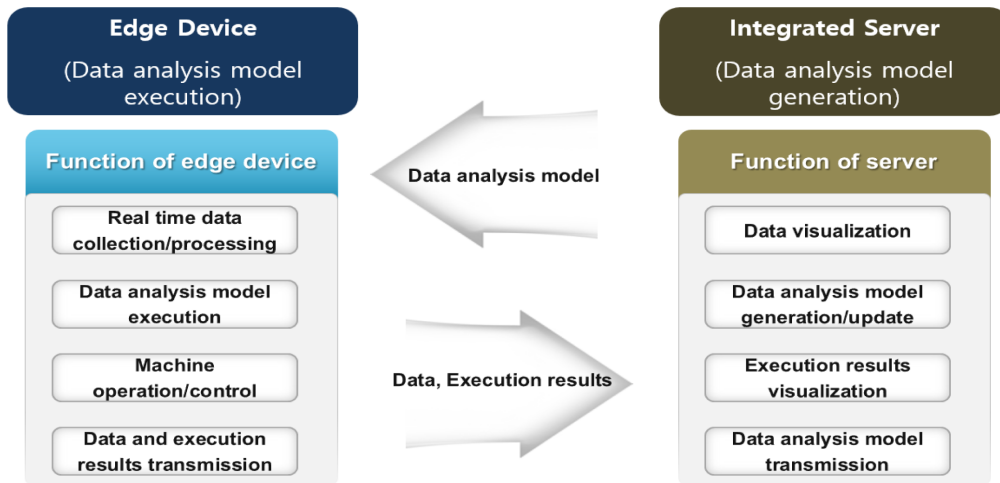 Edge Device
(Data analysis model
execution)
Function of edge device
Real time data
collection/processing
Data analysis model
execution
Machine
operation/control
Data and execution
results transmission
Data analysis model
Data, Execution results
Integrated Server
(Data analysis model
generation)
Function of server
Data visualization
Data analysis model
generation/update
Execution results
visualization
Data analysis model
transmission